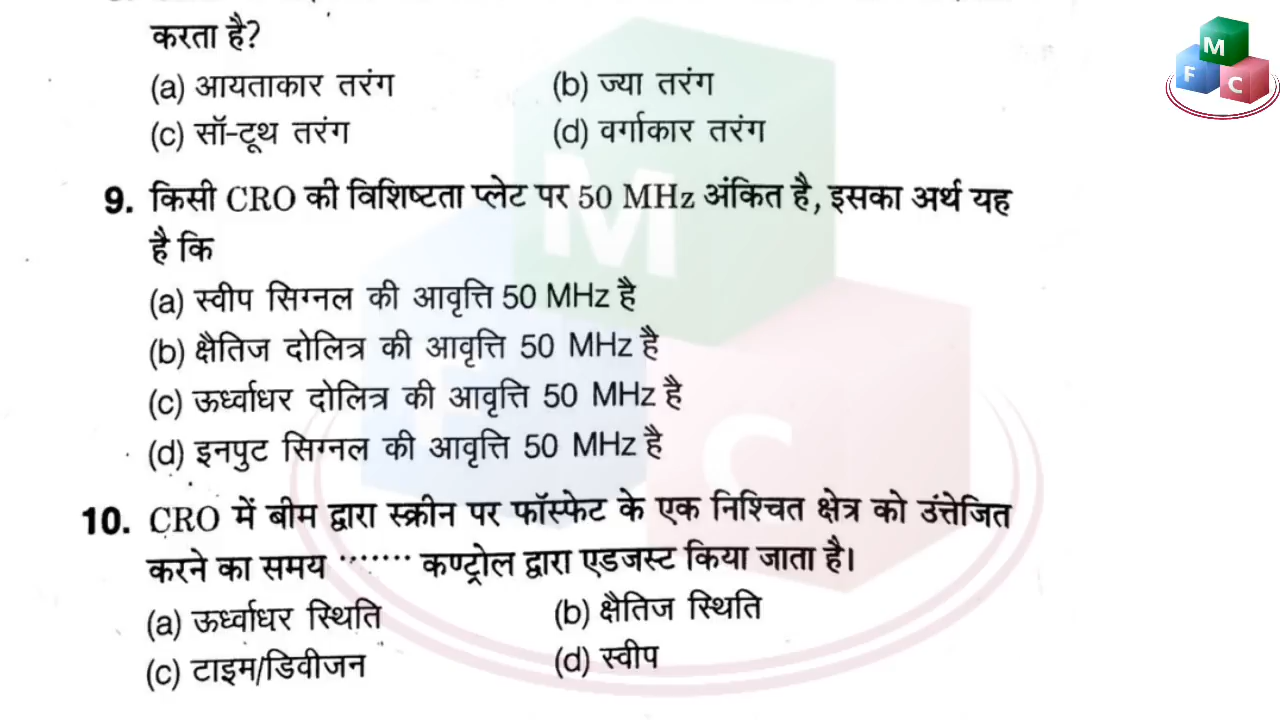 करता है?
(a) आयताकार तरंग (b) ज्या तरंग
(c) सॉ-टूथ तरंग (d) वर्गाकार तरंग
9. किसी CRO की विशिष्टता प्लेट पर 50 MHz अंकित है, इसका अर्थ यह
है कि
(a) स्वीप सिग्नल की आवृत्ति 50 MHz है
(b) क्षैतिज दोलित्र की आवृत्ति 50 MHz है
(c) ऊर्ध्वाधर दोलित्र की आवृत्ति 50 MHz है
(d) इनपुट सिग्नल की आवृत्ति 50 MHz है
10. CRO में बीम द्वारा स्क्रीन पर फॉस्फेट के एक निश्चित क्षेत्र को उंत्तेजित
करने का समय ....... कण्ट्रोल द्वारा एडजस्ट किया जाता है।
(a) ऊर्ध्वाधर स्थिति (b) क्षैतिज स्थिति
(c) टाइम/डिवीजन (d) स्वीप
M
F C
M
F C